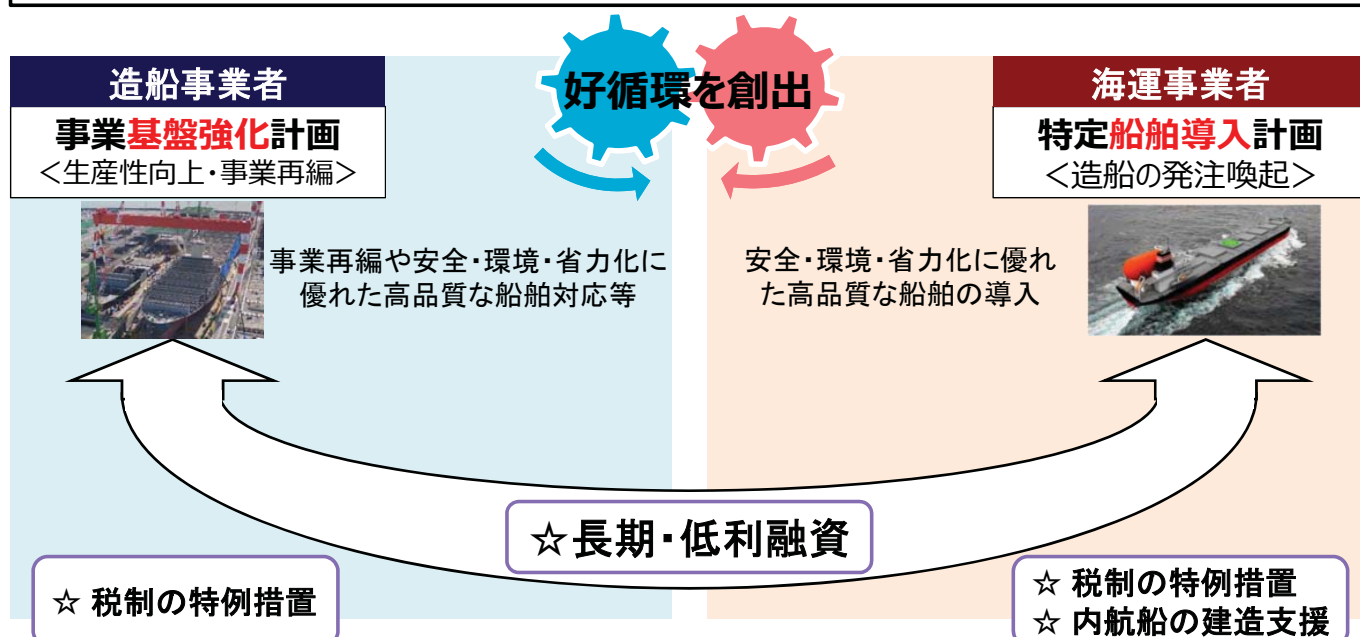 好循環を創出
造船事業者
事業基盤強化計画
<生産性向上・事業再編>
事業再編や安全・環境・省力化に
優れた高品質な船舶対応等
海運事業者
特定船舶導入計画
<造船の発注喚起>
安全・環境・省力化に優れ
た高品質な船舶の導入
☆長期・低利融資
☆ 税制の特例措置
☆ 税制の特例措置
☆ 内航船の建造支援